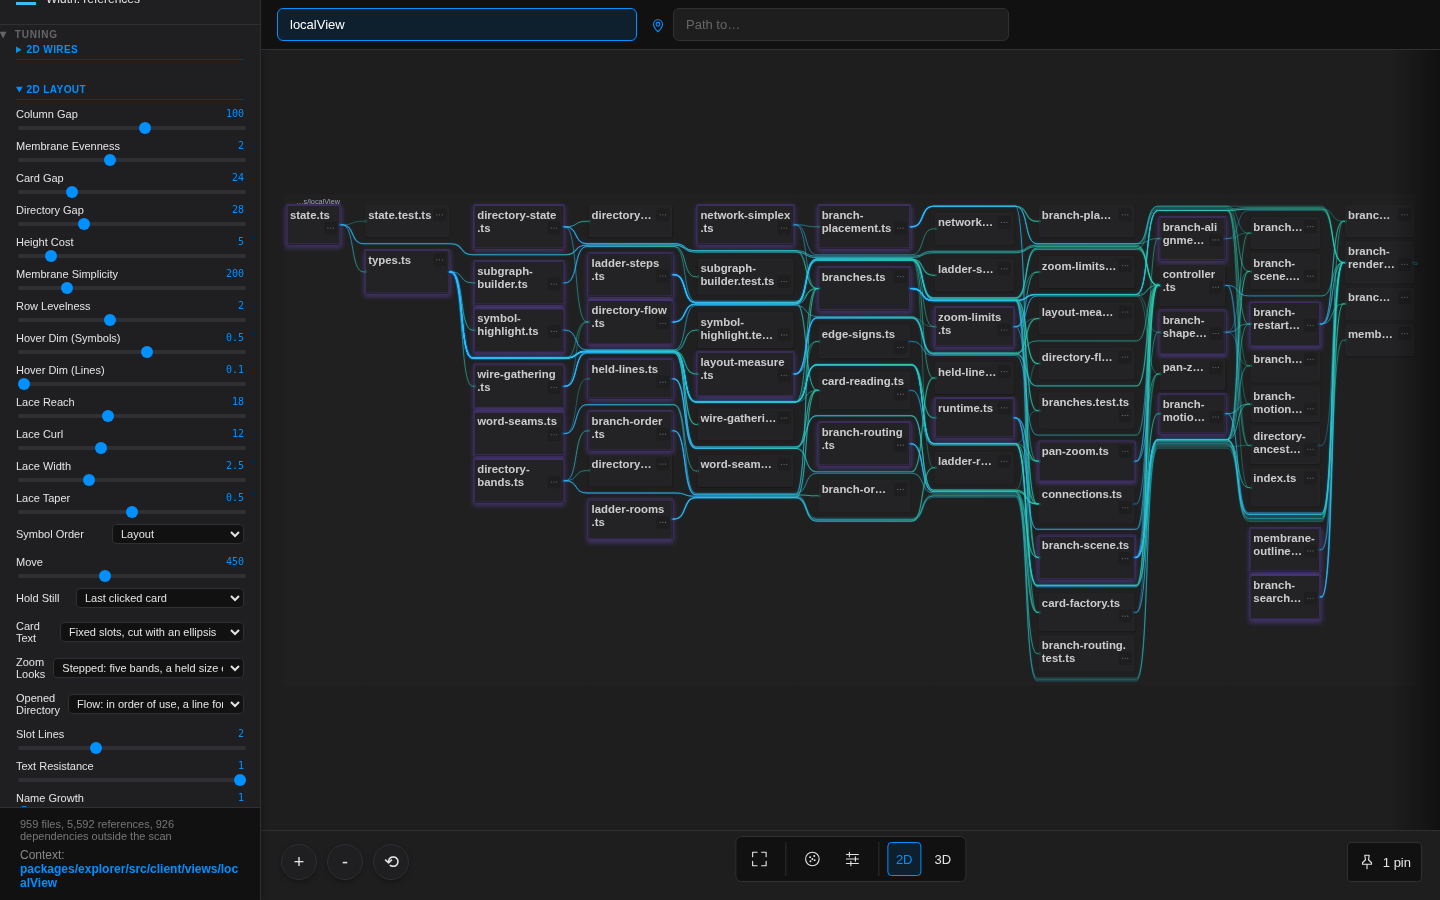 Width: references
localView
Path to…
▼ TUNING
▶ 2D WIRES
▼ 2D LAYOUT
Column Gap 100
Membrane Evenness 2
Card Gap 24
Directory Gap 28
Height Cost 5
Membrane Simplicity 200
Row Levelness 2
Hover Dim (Symbols) 0.5
Hover Dim (Lines) 0.1
Lace Reach 18
Lace Curl 12
Lace Width 2.5
Lace Taper 0.5
Symbol Order Layout
Move 450
Hold Still Last clicked card
Card
Text
Fixed slots, cut with an ellipsis
Zoom
Looks
Stepped: five bands, a held size
Opened
Directory
Flow: in order of use, a line for
Slot Lines 2
Text Resistance 1
Name Growth 1
959 files, 5,592 references, 926
dependencies outside the scan
Context:
packages/explorer/src/client/views/loc
alView
…s/localView
state.ts
state.test.ts
types.ts
directory-state
.ts
subgraph-
builder.ts
symbol-
highlight.ts
wire-gathering
.ts
word-seams.ts
directory-
bands.ts
directory…
ladder-steps
.ts
directory-flow
.ts
held-lines.ts
branch-order
.ts
directory…
ladder-rooms
.ts
network-simplex
.ts
subgraph-
builder.test.ts
symbol-
highlight.te…
layout-measure
.ts
wire-gatheri…
word-seam…
branch-
placement.ts
branches.ts
edge-signs.ts
card-reading.ts
branch-routing
.ts
branch-or…
network…
ladder-s…
zoom-limits
.ts
held-line…
runtime.ts
ladder-r…
branch-pla…
zoom-limits…
layout-mea…
directory-fl…
branches.test.ts
pan-zoom.ts
connections.ts
branch-scene.ts
card-factory.ts
branch-routing.
test.ts
branch-ali
gnme…
controller
.ts
branch-
shape…
pan-z…
branch-
motio…
branch…
branch-
scene.…
branch-
restart…
branch…
branch-
motion…
directory-
ancest…
index.ts
membrane-
outline…
branch-
search…
branc…
branch-
render…
branc…
memb…
+
-
⟲
2D
3D
1 pin